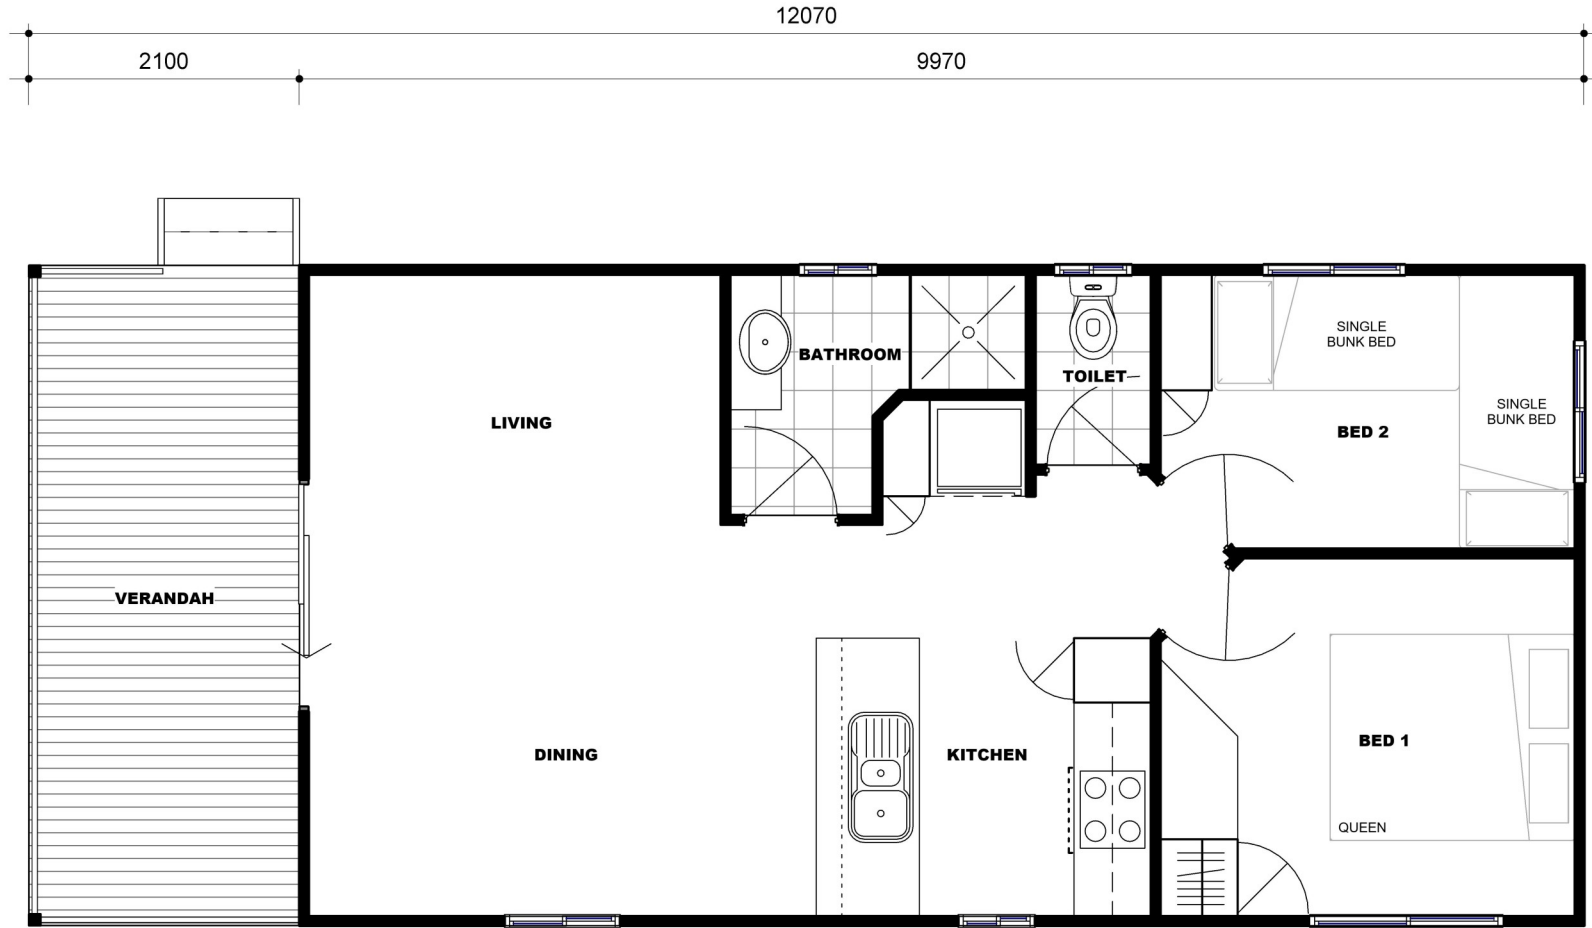 12070
2100
9970
SINGLE
BUNK BED
BATHROOM
TOILET
SINGLE
BUNK BED
LIVING
BED 2
VERANDAH
BED 1
DINING
KITCHEN
QUEEN